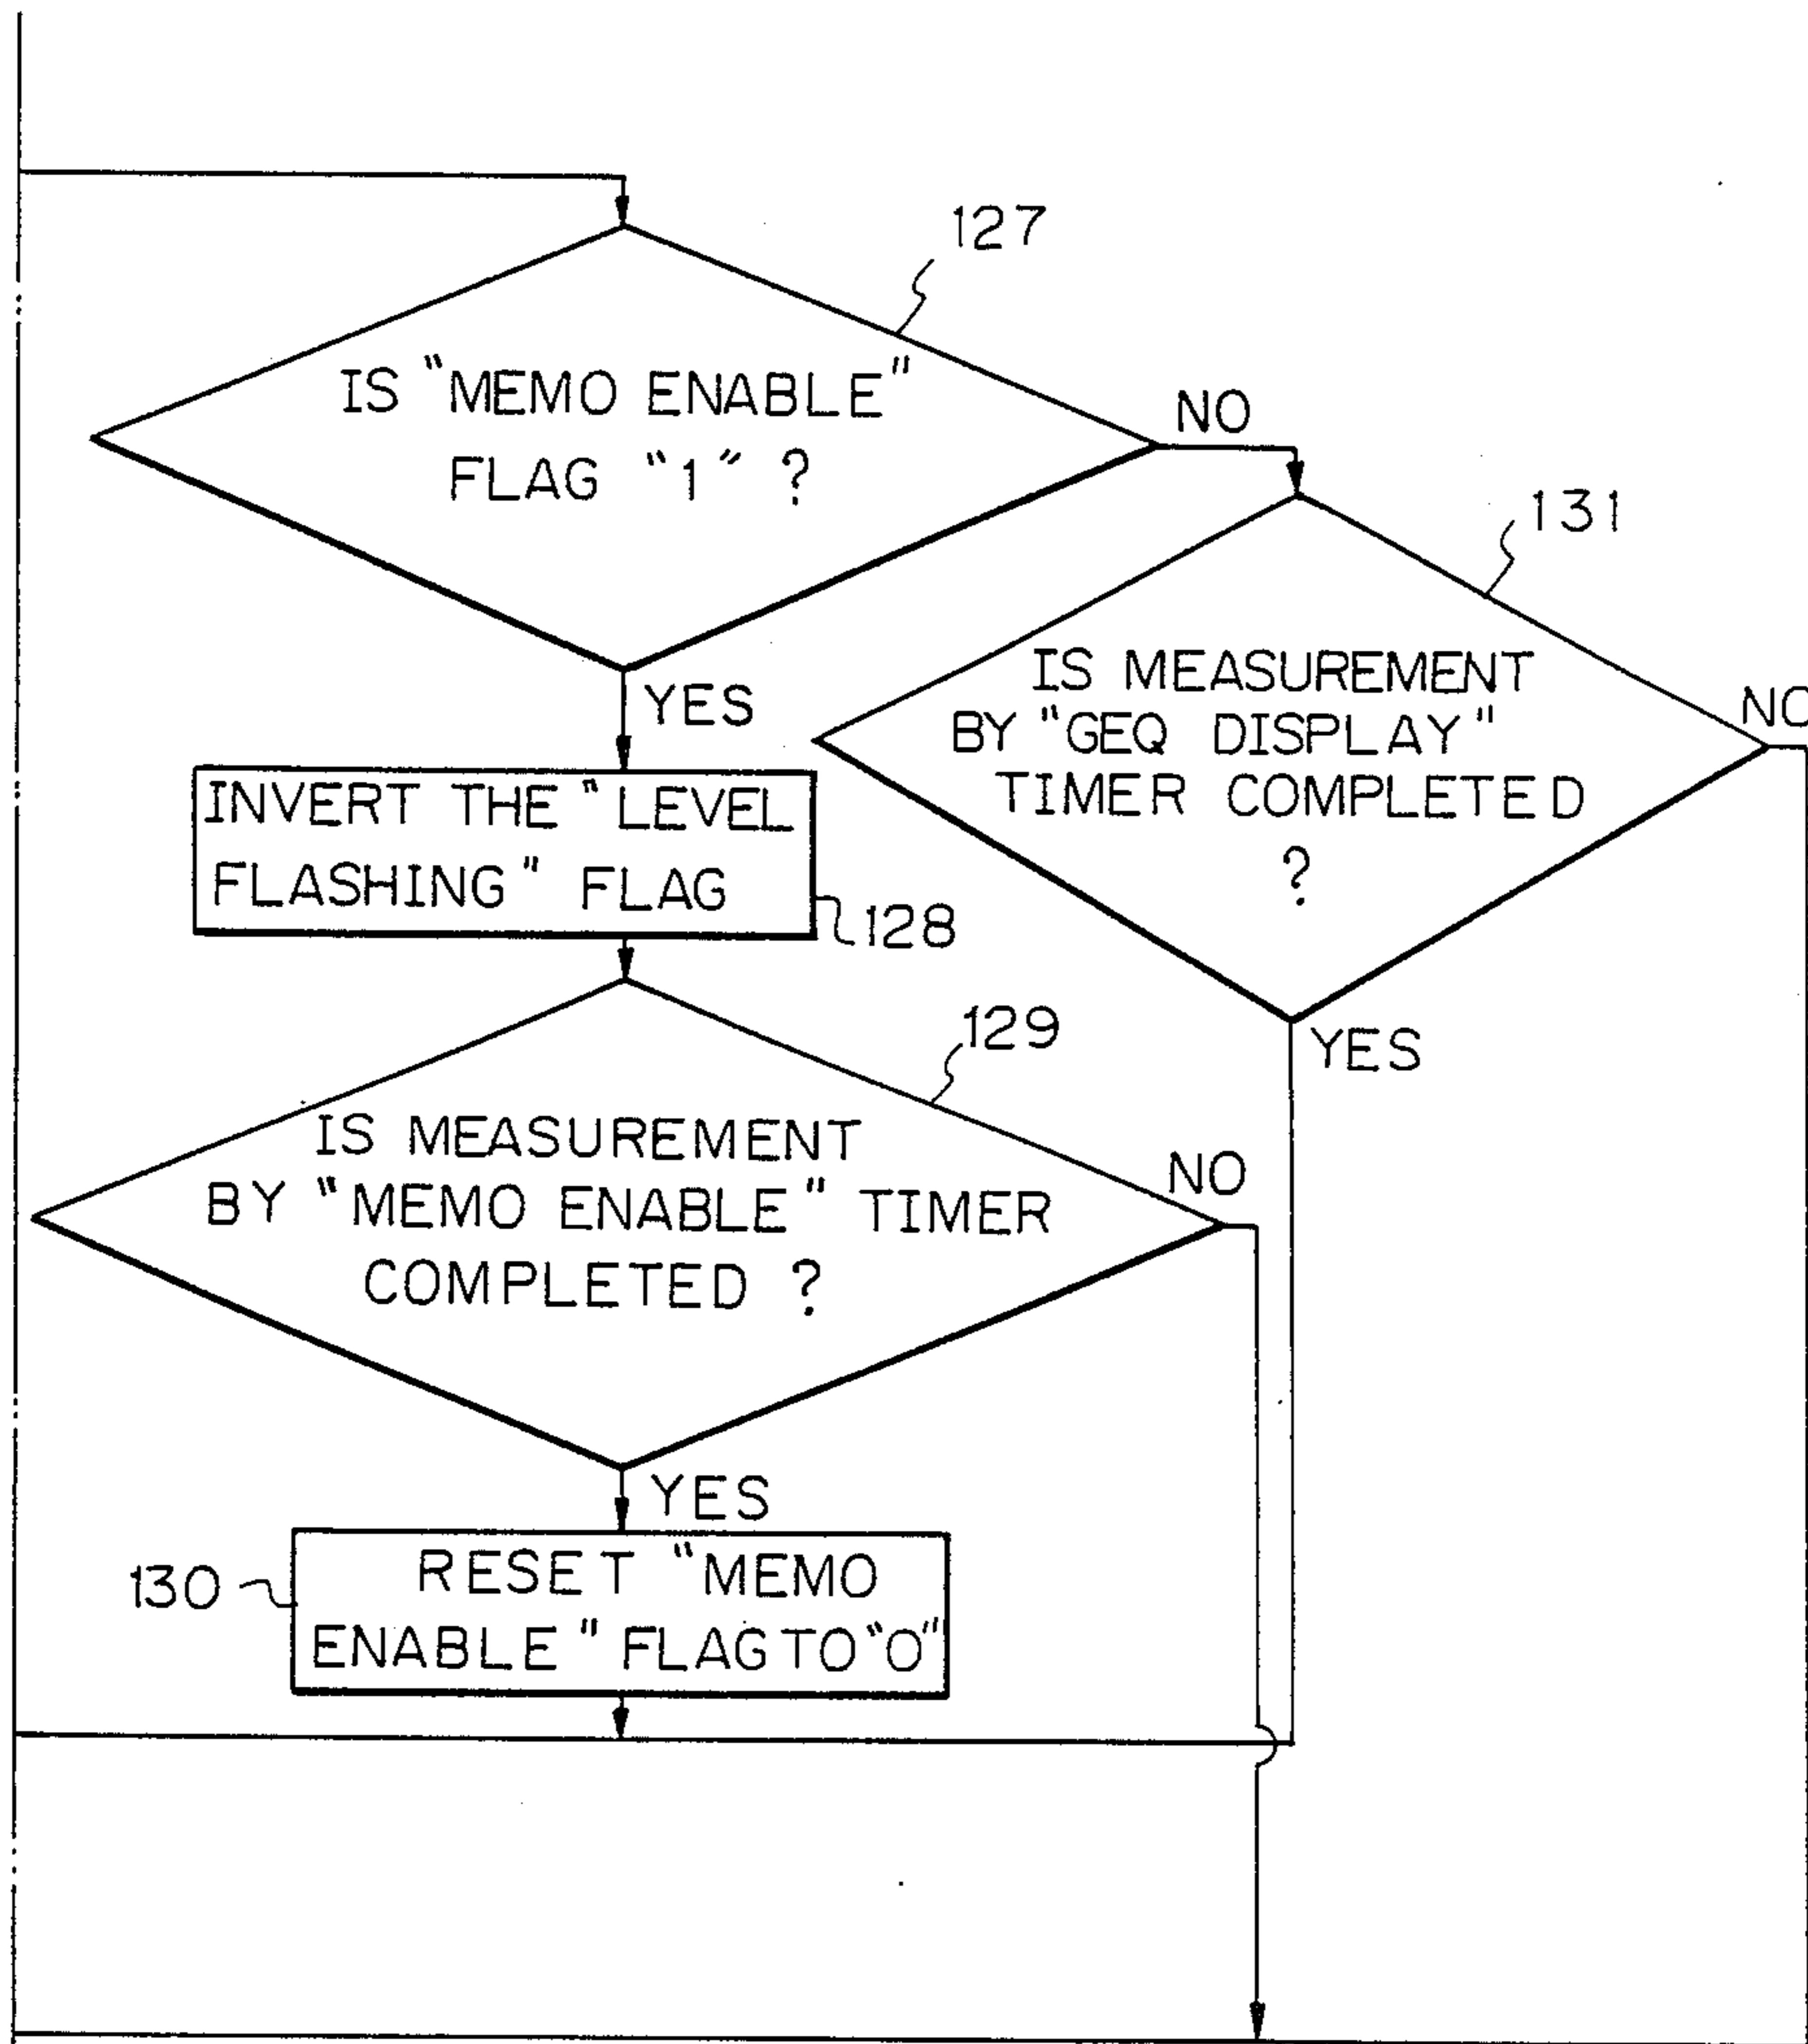 127
IS "MEMO ENABLE"
FLAG "1" ?
NO
YES
131
IS MEASUREMENT
BY "GEQ DISPLAY"
TIMER COMPLETED
?
NO
YES
INVERT THE "LEVEL
FLASHING" FLAG
128
129
IS MEASUREMENT
BY "MEMO ENABLE" TIMER
COMPLETED ?
NO
YES
130
RESET "MEMO
ENABLE" FLAG TO "0"